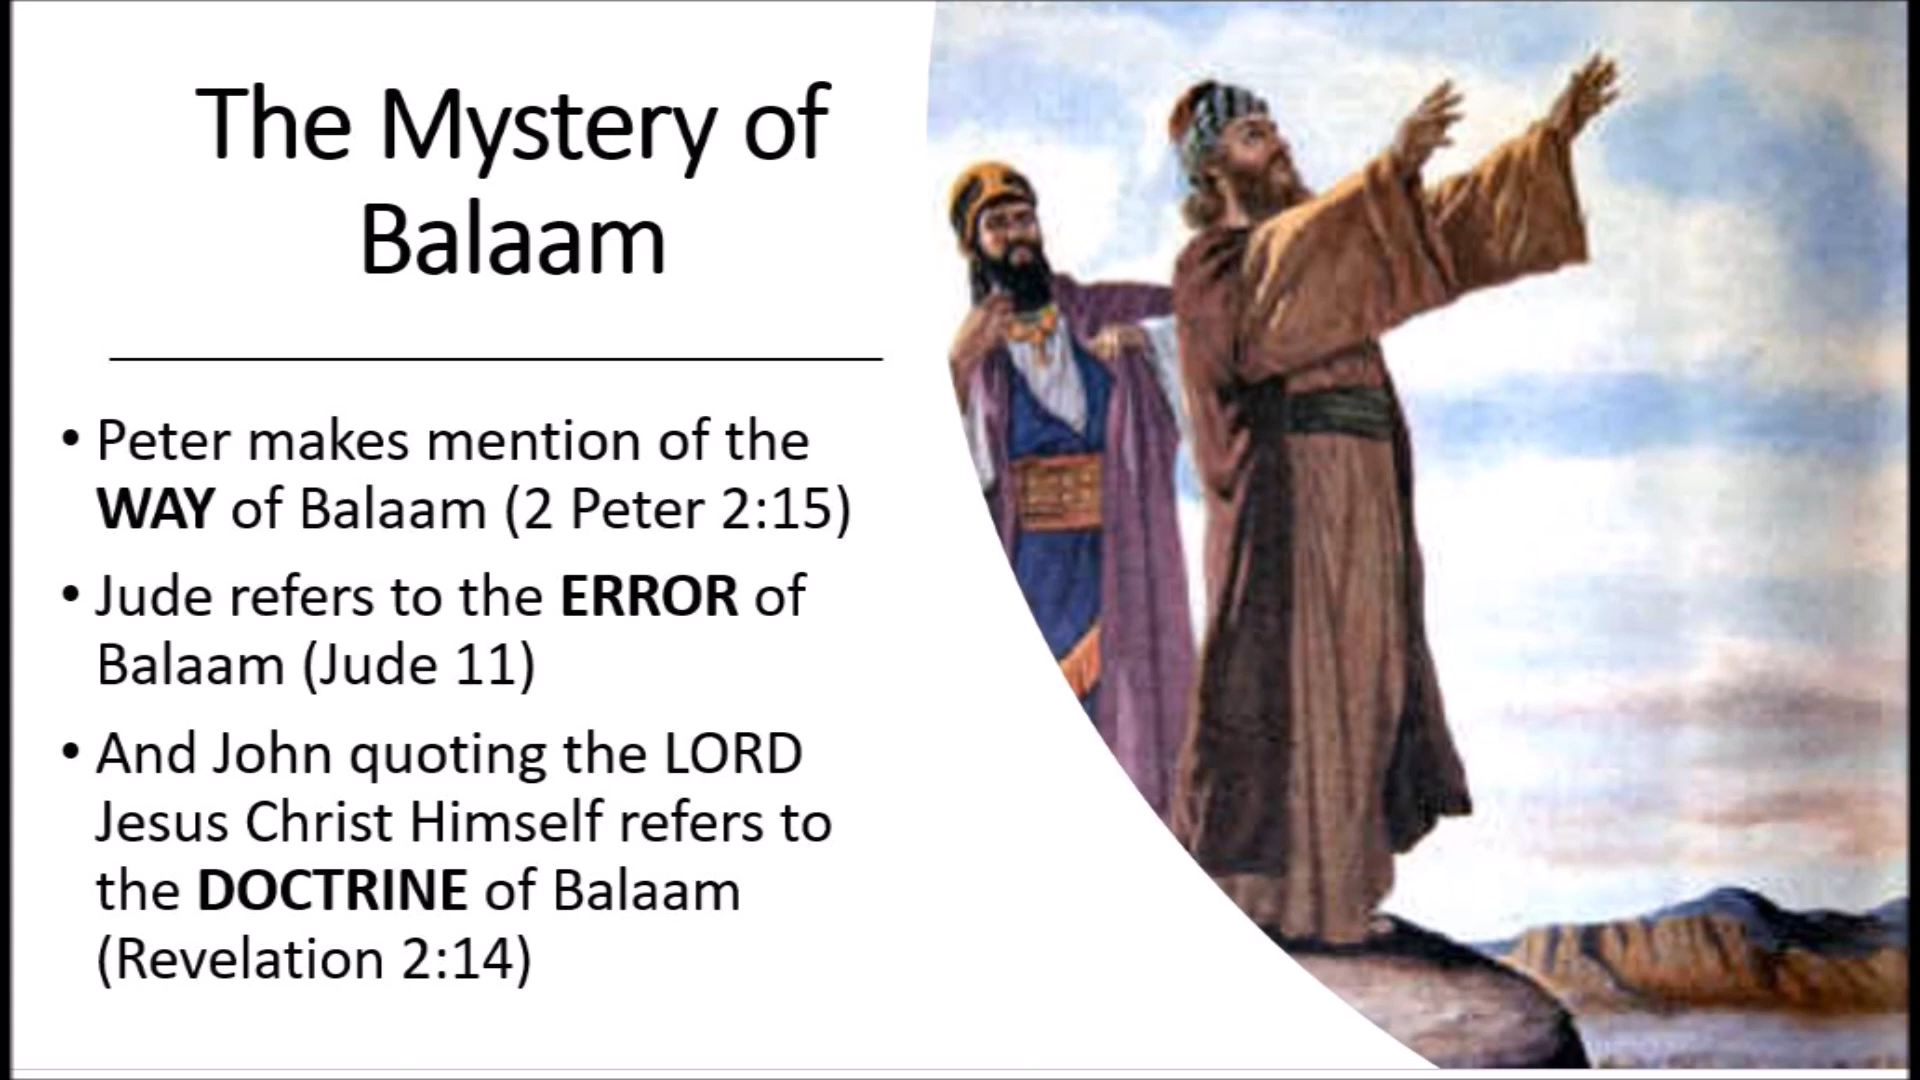 The Mystery of
Balaam
• Peter makes mention of the
WAY of Balaam (2 Peter 2:15)
• Jude refers to the ERROR of
Balaam (Jude 11)
• And John quoting the LORD
Jesus Christ Himself refers to
the DOCTRINE of Balaam
(Revelation 2:14)